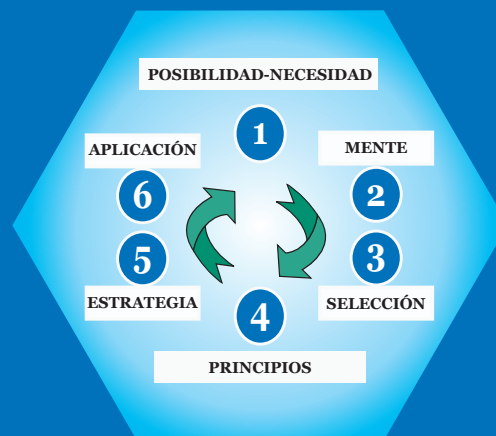 POSIBILIDAD-NECESIDAD
1
APLICACIÓN
MENTE
6
2
5
3
ESTRATEGIA
SELECCIÓN
4
PRINCIPIOS